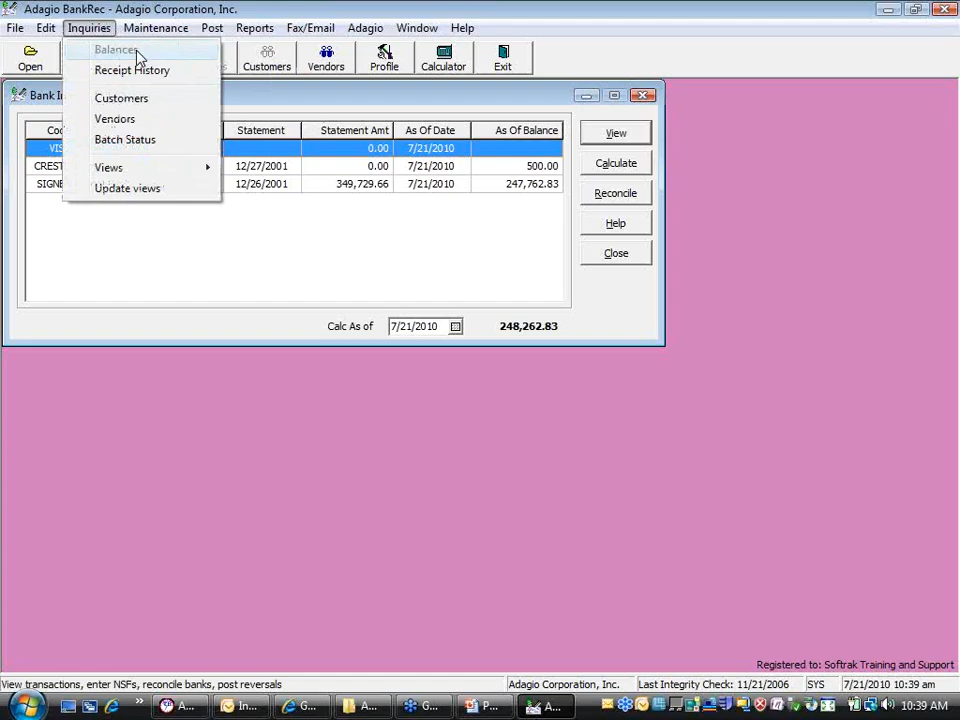 Adagio BankRec - Adagio Corporation, Inc.
File Edit Inquiries Maintenance Post Reports Fax/Email Adagio Window Help
Open Customers Vendors Profile Calculator Exit
Balances
Receipt History
Customers
Vendors
Batch Status
Views
Update views
Bank
Statement Statement Amt As Of Date As Of Balance
0.00 7/21/2010
CREST 12/27/2001 0.00 7/21/2010 500.00
SIGNE 12/26/2001 349,729.66 7/21/2010 247,762.83
View
Calculate
Reconcile
Help
Close
Calc As of 7/21/2010 248,262.83
Registered to: Softrak Training and Support
View transactions, enter NSFs, reconcile banks, post reversals Adagio Corporation, Inc. Last Integrity Check: 11/21/2006 SYS 7/21/2010 10:39 am
A... In... G... A... G... P... A... 10:39 AM